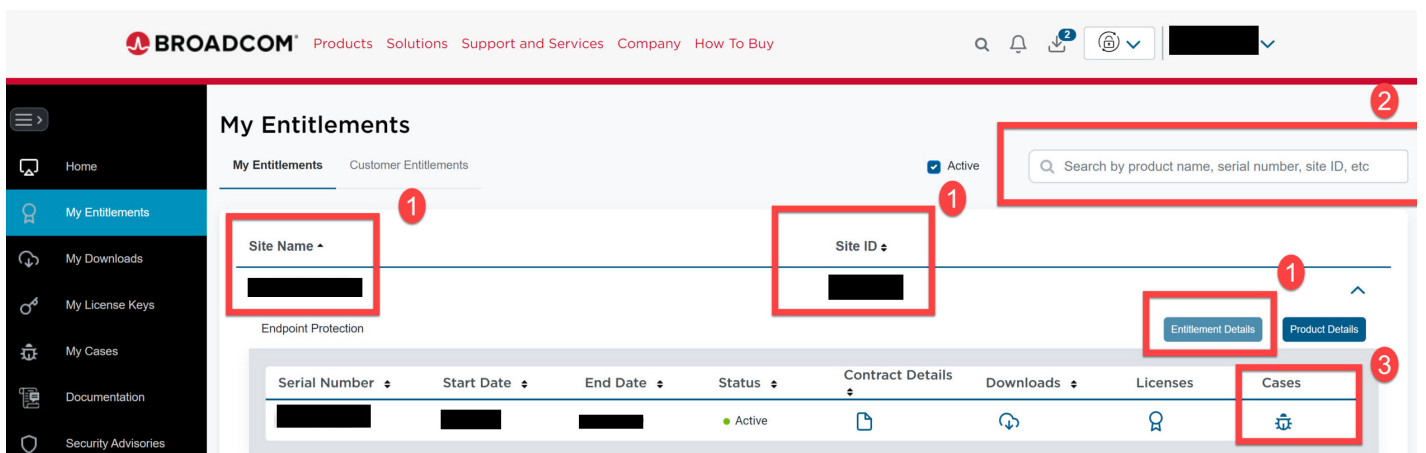 BROADCOM® Products Solutions Support and Services Company How To Buy 2
2
My Entitlements
My Entitlements Customer Entitlements Active Search by product name, serial number, site ID, etc
Home
My Entitlements
My Downloads
My License Keys
My Cases
Documentation
Security Advisories
1 1
Site Name Site ID
1
Endpoint Protection Entitlement Details Product Details
3
Serial Number Start Date End Date Status Contract Details Downloads Licenses Cases
Active